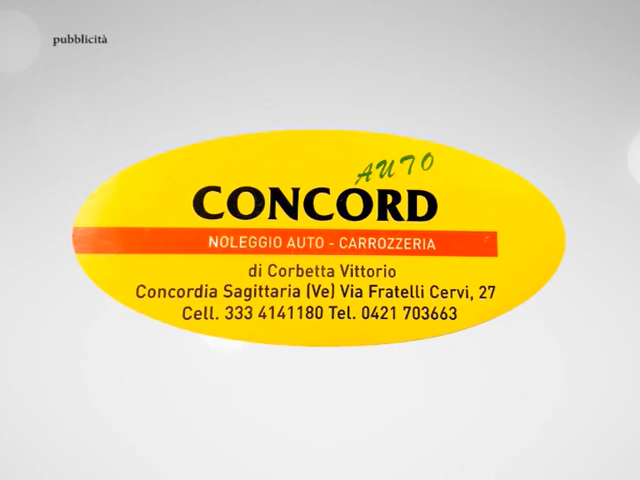 pubblicità
AUTO
CONCORD
NOLEGGIO AUTO - CARROZZERIA
di Corbetta Vittorio
Concordia Sagittaria (Ve) Via Fratelli Cervi, 27
Cell. 333 4141180 Tel. 0421 703663